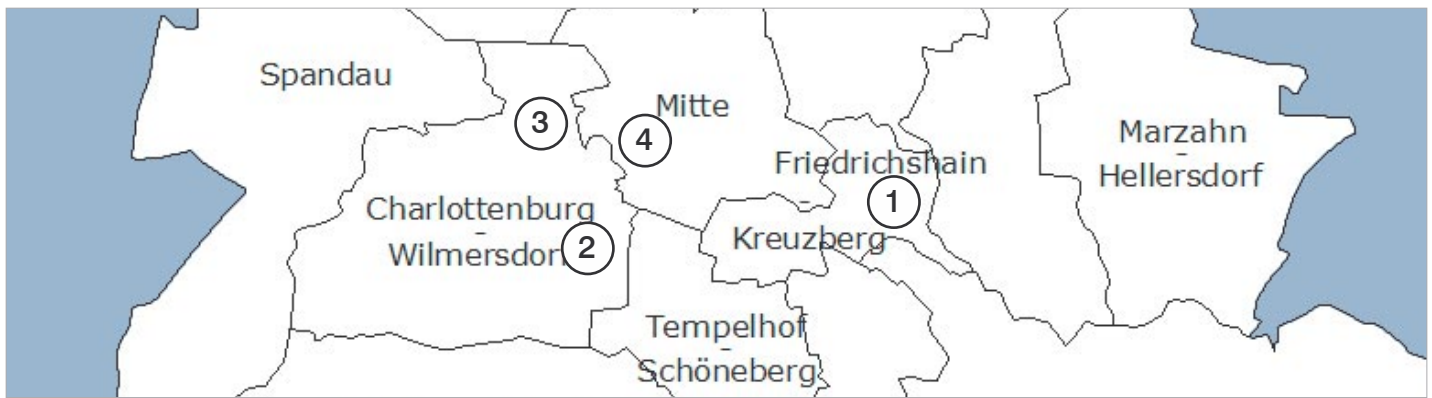 Spandau
Mitte
3
4
Marzahn
-
Hellersdorf
Friedrichshain
-
Kreuzberg
1
Charlottenburg
-
Wilmersdorf
2
Tempelhof
-
Schöneberg